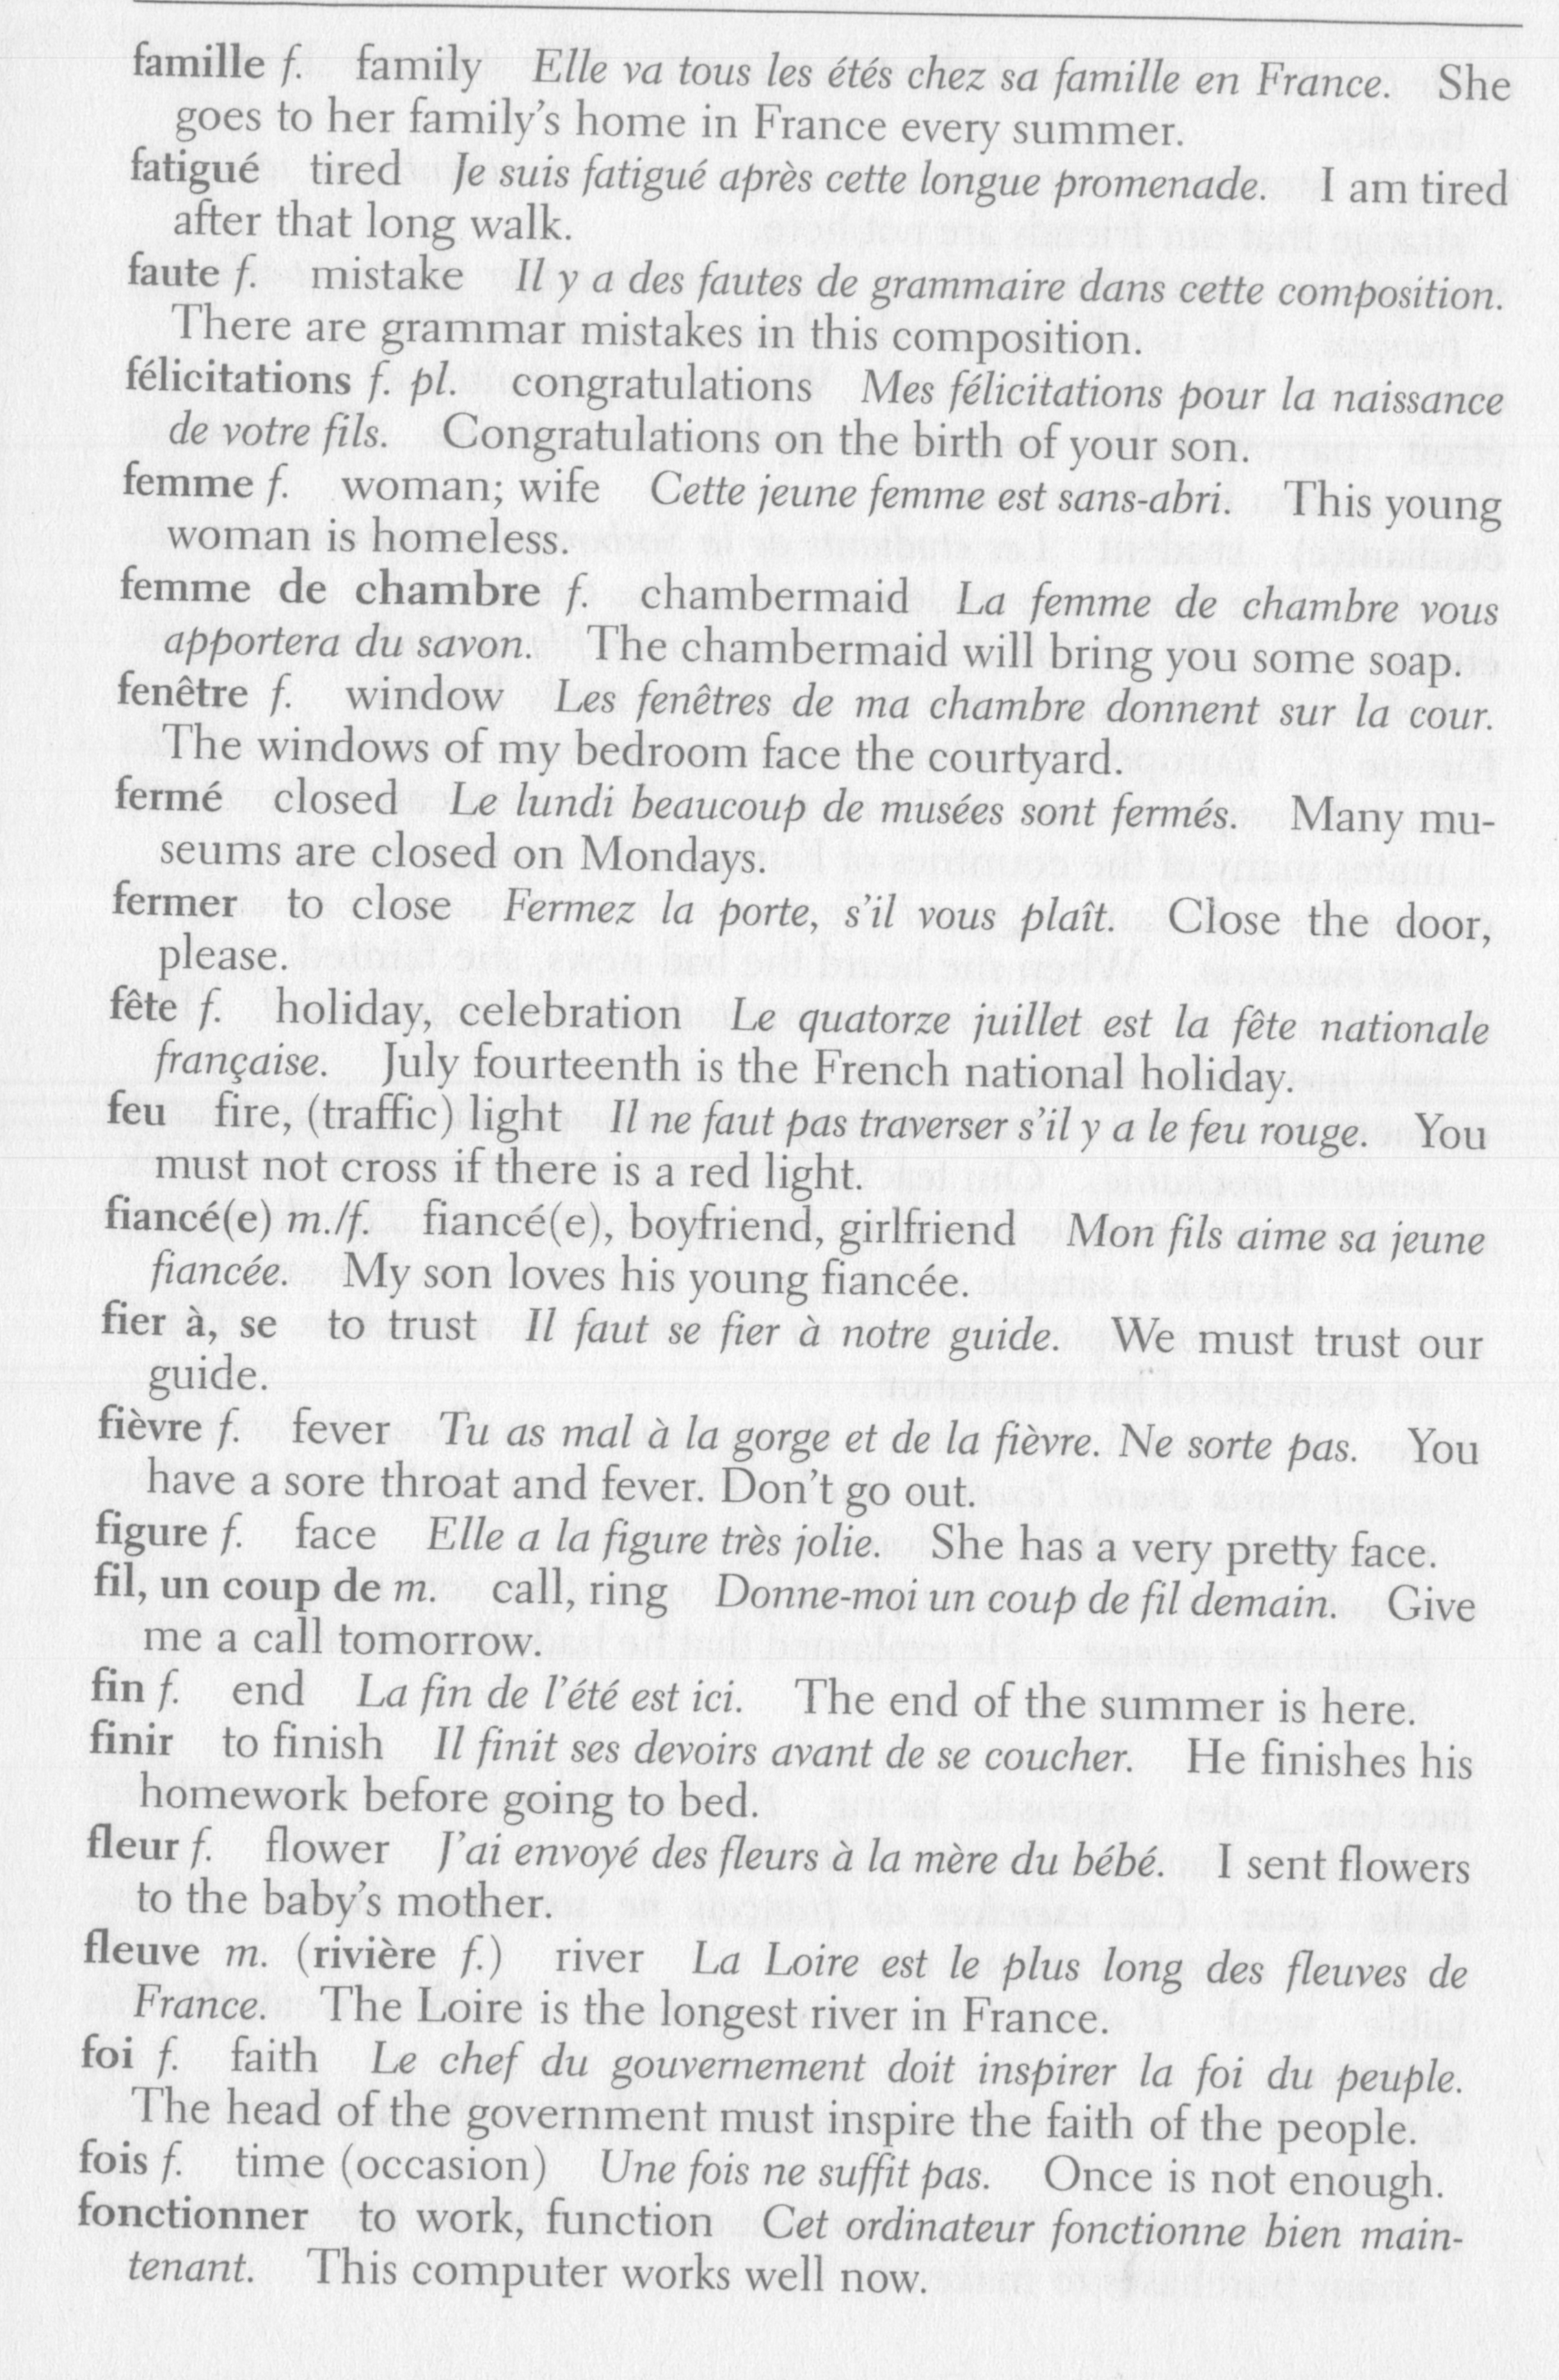 famille f. family Elle va tous les étés chez sa famille en France. She
goes to her family's home in France every summer.
fatigué tired Je suis fatigué après cette longue promenade. I am tired
after that long walk.
faute f. mistake Il y a des fautes de grammaire dans cette composition.
There are grammar mistakes in this composition.
félicitations f. pl. congratulations Mes félicitations pour la naissance
de votre fils. Congratulations on the birth of your son.
femme f. woman; wife Cette jeune femme est sans-abri. This young
woman is homeless.
femme de chambre f. chambermaid La femme de chambre vous
apportera du savon. The chambermaid will bring you some soap.
fenêtre f. window Les fenêtres de ma chambre donnent sur la cour.
The windows of my bedroom face the courtyard.
fermé closed Le lundi beaucoup de musées sont fermés. Many mu-
seums are closed on Mondays.
fermer to close Fermez la porte, s'il vous plaît. Close the door,
please.
fête f. holiday, celebration Le quatorze juillet est la fête nationale
française. July fourteenth is the French national holiday.
feu fire, (traffic) light Il ne faut pas traverser s'il y a le feu rouge. You
must not cross if there is a red light.
fiancé(e) m./f. fiancé(e), boyfriend, girlfriend Mon fils aime sa jeune
fiancée. My son loves his young fiancée.
fier à, se to trust Il faut se fier à notre guide. We must trust our
guide.
fièvre f. fever Tu as mal à la gorge et de la fièvre. Ne sorte pas. You
have a sore throat and fever. Don't go out.
figure f. face Elle a la figure très jolie. She has a very pretty face.
fil, un coup de m. call, ring Donne-moi un coup de fil demain. Give
me a call tomorrow.
fin f. end La fin de l'été est ici. The end of the summer is here.
finir to finish Il finit ses devoirs avant de se coucher. He finishes his
homework before going to bed.
fleur f. flower J'ai envoyé des fleurs à la mère du bébé. I sent flowers
to the baby's mother.
fleuve m. (rivière f.) river La Loire est le plus long des fleuves de
France. The Loire is the longest river in France.
foi f. faith Le chef du gouvernement doit inspirer la foi du peuple.
The head of the government must inspire the faith of the people.
fois f. time (occasion) Une fois ne suffit pas. Once is not enough.
fonctionner to work, function Cet ordinateur fonctionne bien main-
tenant. This computer works well now.